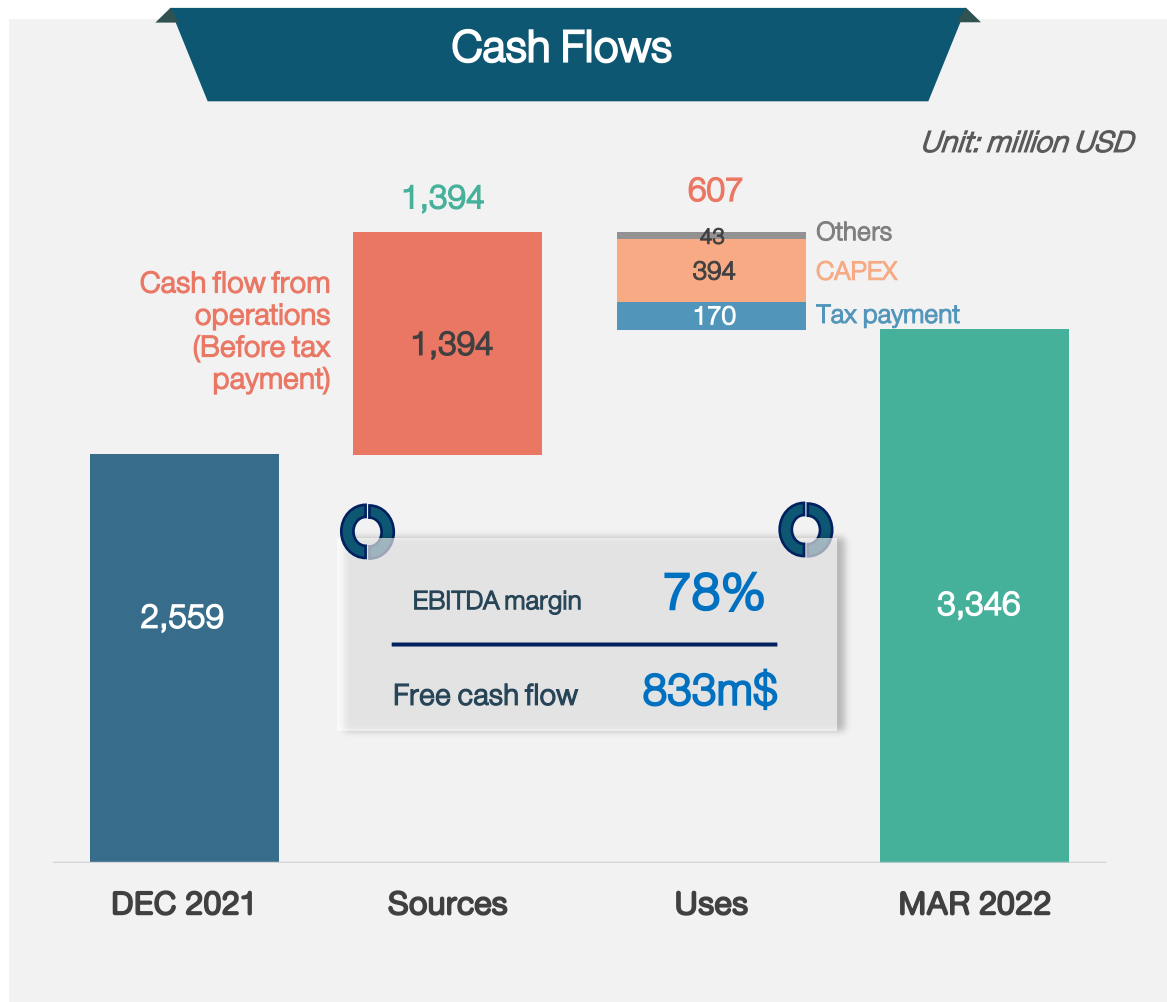 Cash Flows
Unit: million USD
1,394
607
Cash flow from
operations
(Before tax
payment)
1,394
43
Others
394
CAPEX
170
Tax payment
2,559
EBITDA margin
78%
Free cash flow
833m$
3,346
DEC 2021
Sources
Uses
MAR 2022